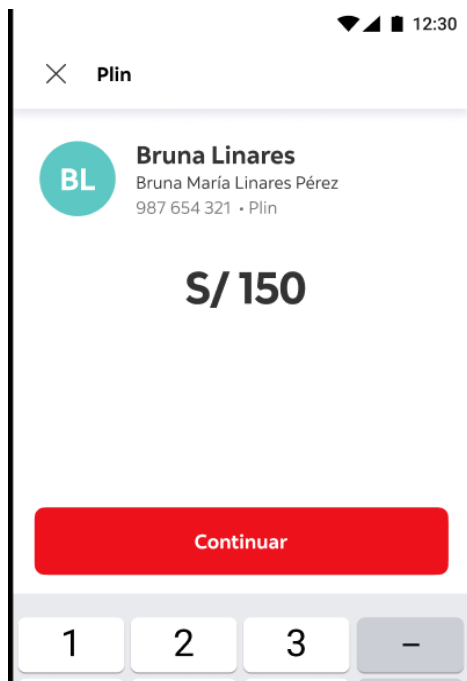 12:30
Plin
BL
Bruna Linares
Bruna María Linares Pérez
987 654 321 • Plin
S/ 150
Continuar
1 2 3 –